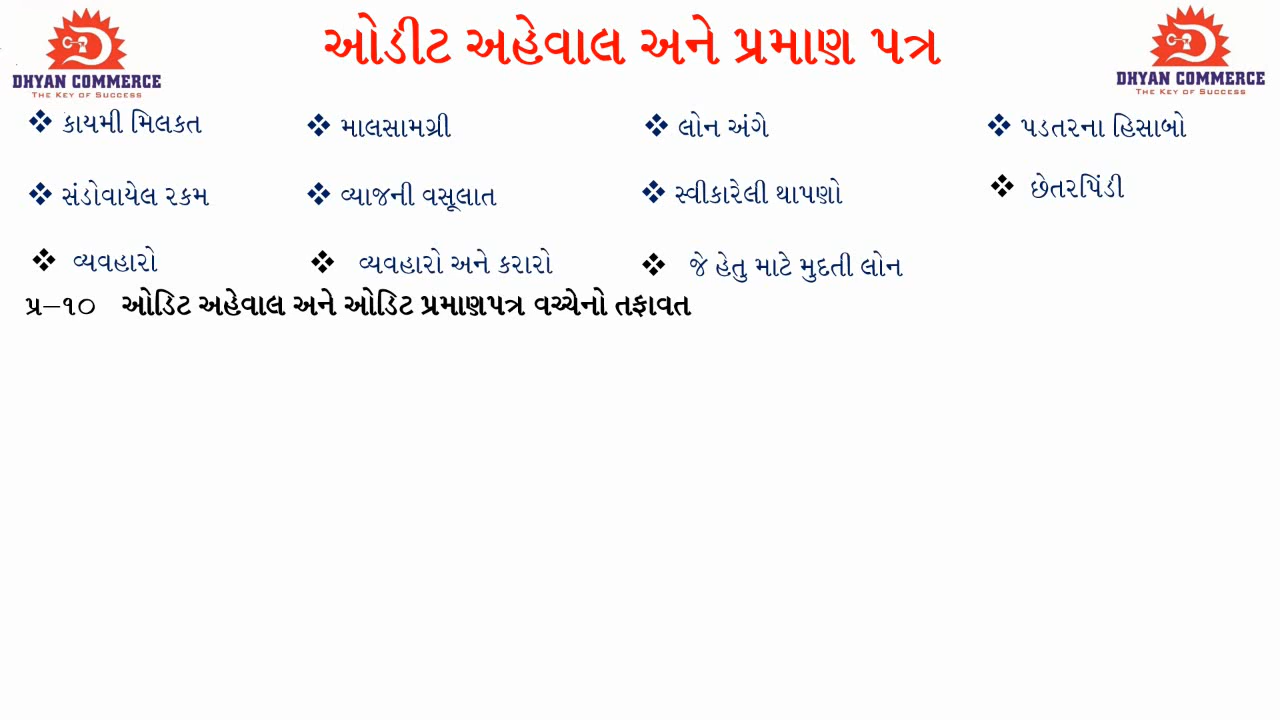 ઓડીટ અહેવાલ અને પ્રમાણ પત્ર
DHYAN COMMERCE
THE KEY OF SUCCESS
DHYAN COMMERCE
THE KEY OF SUCCESS
❖ કાયમી મિલકત ❖ માલસામગ્રી ❖ લોન અંગે ❖ પડતરના હિસાબો
❖ સંડોવાયેલ રકમ ❖ વ્યાજની વસૂલાત ❖ સ્વીકારેલી થાપણો ❖ છેતરપિંડી
❖ વ્યવહારો ❖ વ્યવહારો અને કરારો ❖ જે હેતુ માટે મુદતી લોન
પ્ર–૧૦ ઓડિટ અહેવાલ અને ઓડિટ પ્રમાણપત્ર વચ્ચેનો તફાવત